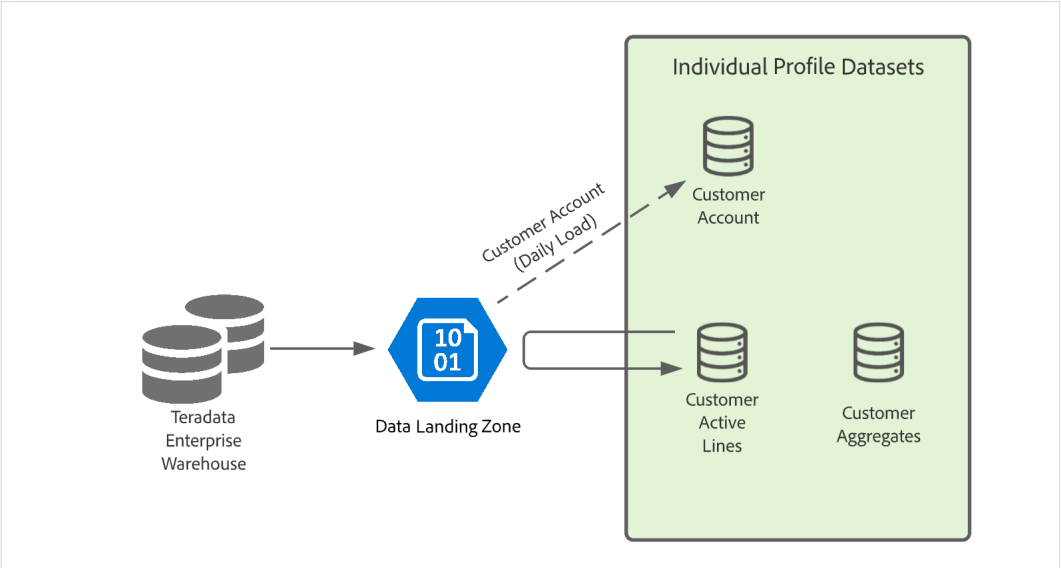 Individual Profile Datasets
Customer
Account
Customer Account
(Daily Load)
10
01
Teradata
Enterprise
Warehouse
Data Landing Zone
Customer
Active
Lines
Customer
Aggregates